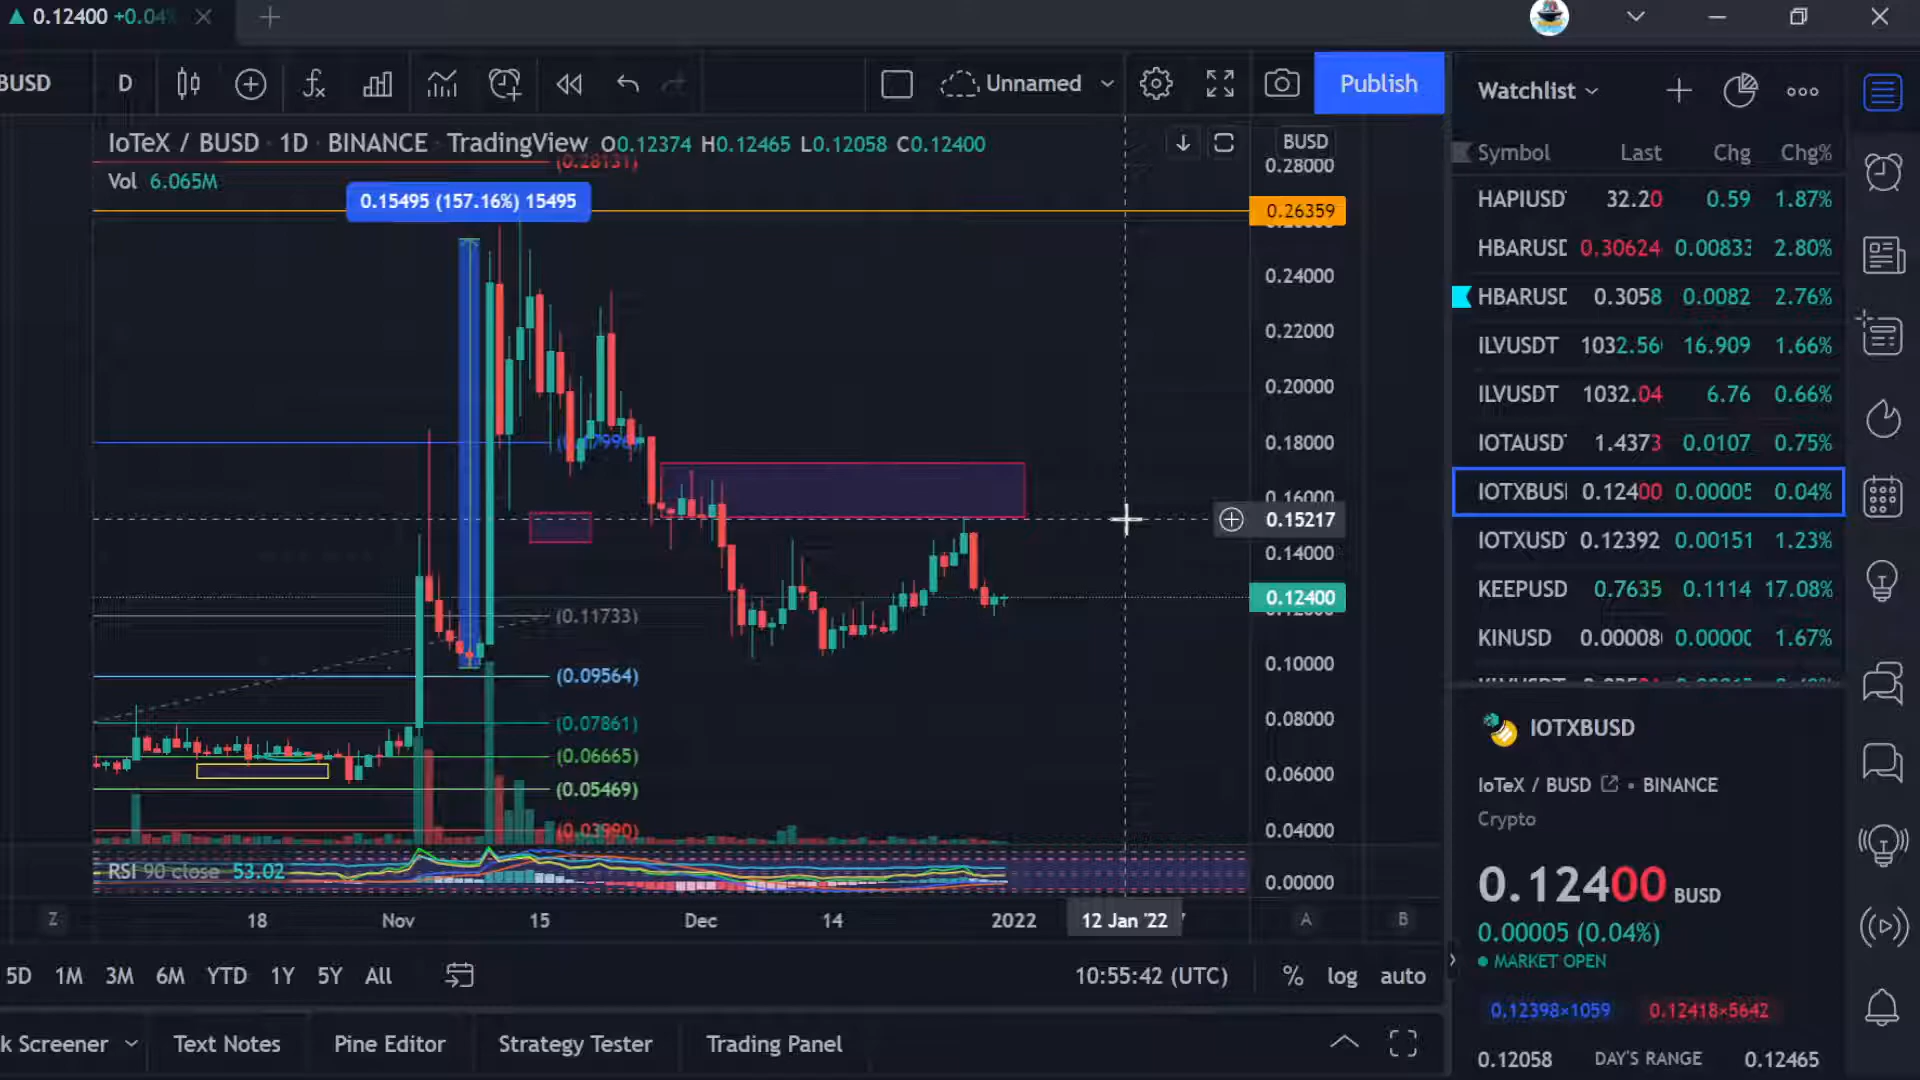 0.12400 +0.04
BUSD D Unnamed Publish
IoTeX / BUSD · 1D · BINANCE · TradingView O0.12374 H0.12465 L0.12058 C0.12400
Vol 6.065M
(0.28131)
0.15495 (157.16%) 15495
(0.11733)
(0.09564)
(0.07861)
(0.06665)
(0.05469)
(0.03990)
RSI 90 close 53.02
BUSD
0.28000
0.26359
0.24000
0.22000
0.20000
0.18000
0.16000
0.15217
0.14000
0.12400
0.10000
0.08000
0.06000
0.04000
0.00000
Z 18 Nov 15 Dec 14 2022 12 Jan '22 A B
5D 1M 3M 6M YTD 1Y 5Y All 10:55:42 (UTC) % log auto
k Screener Text Notes Pine Editor Strategy Tester Trading Panel
Watchlist
Symbol Last Chg Chg%
HAPIUSD 32.20 0.59 1.87%
HBARUSD 0.30624 0.00833 2.80%
HBARUSD 0.3058 0.0082 2.76%
ILVUSDT 1032.56 16.909 1.66%
ILVUSDT 1032.04 6.76 0.66%
IOTAUSD 1.4373 0.0107 0.75%
IOTXBUS 0.12400 0.00005 0.04%
IOTXUSD 0.12392 0.00151 1.23%
KEEPUSD 0.7635 0.1114 17.08%
KINUSD 0.00008 0.0000 1.67%
IOTXBUSD
IoTeX / BUSD • BINANCE
Crypto
0.12400 BUSD
0.00005 (0.04%)
MARKET OPEN
0.12398×1059 0.12418×5642
0.12058 DAY'S RANGE 0.12465